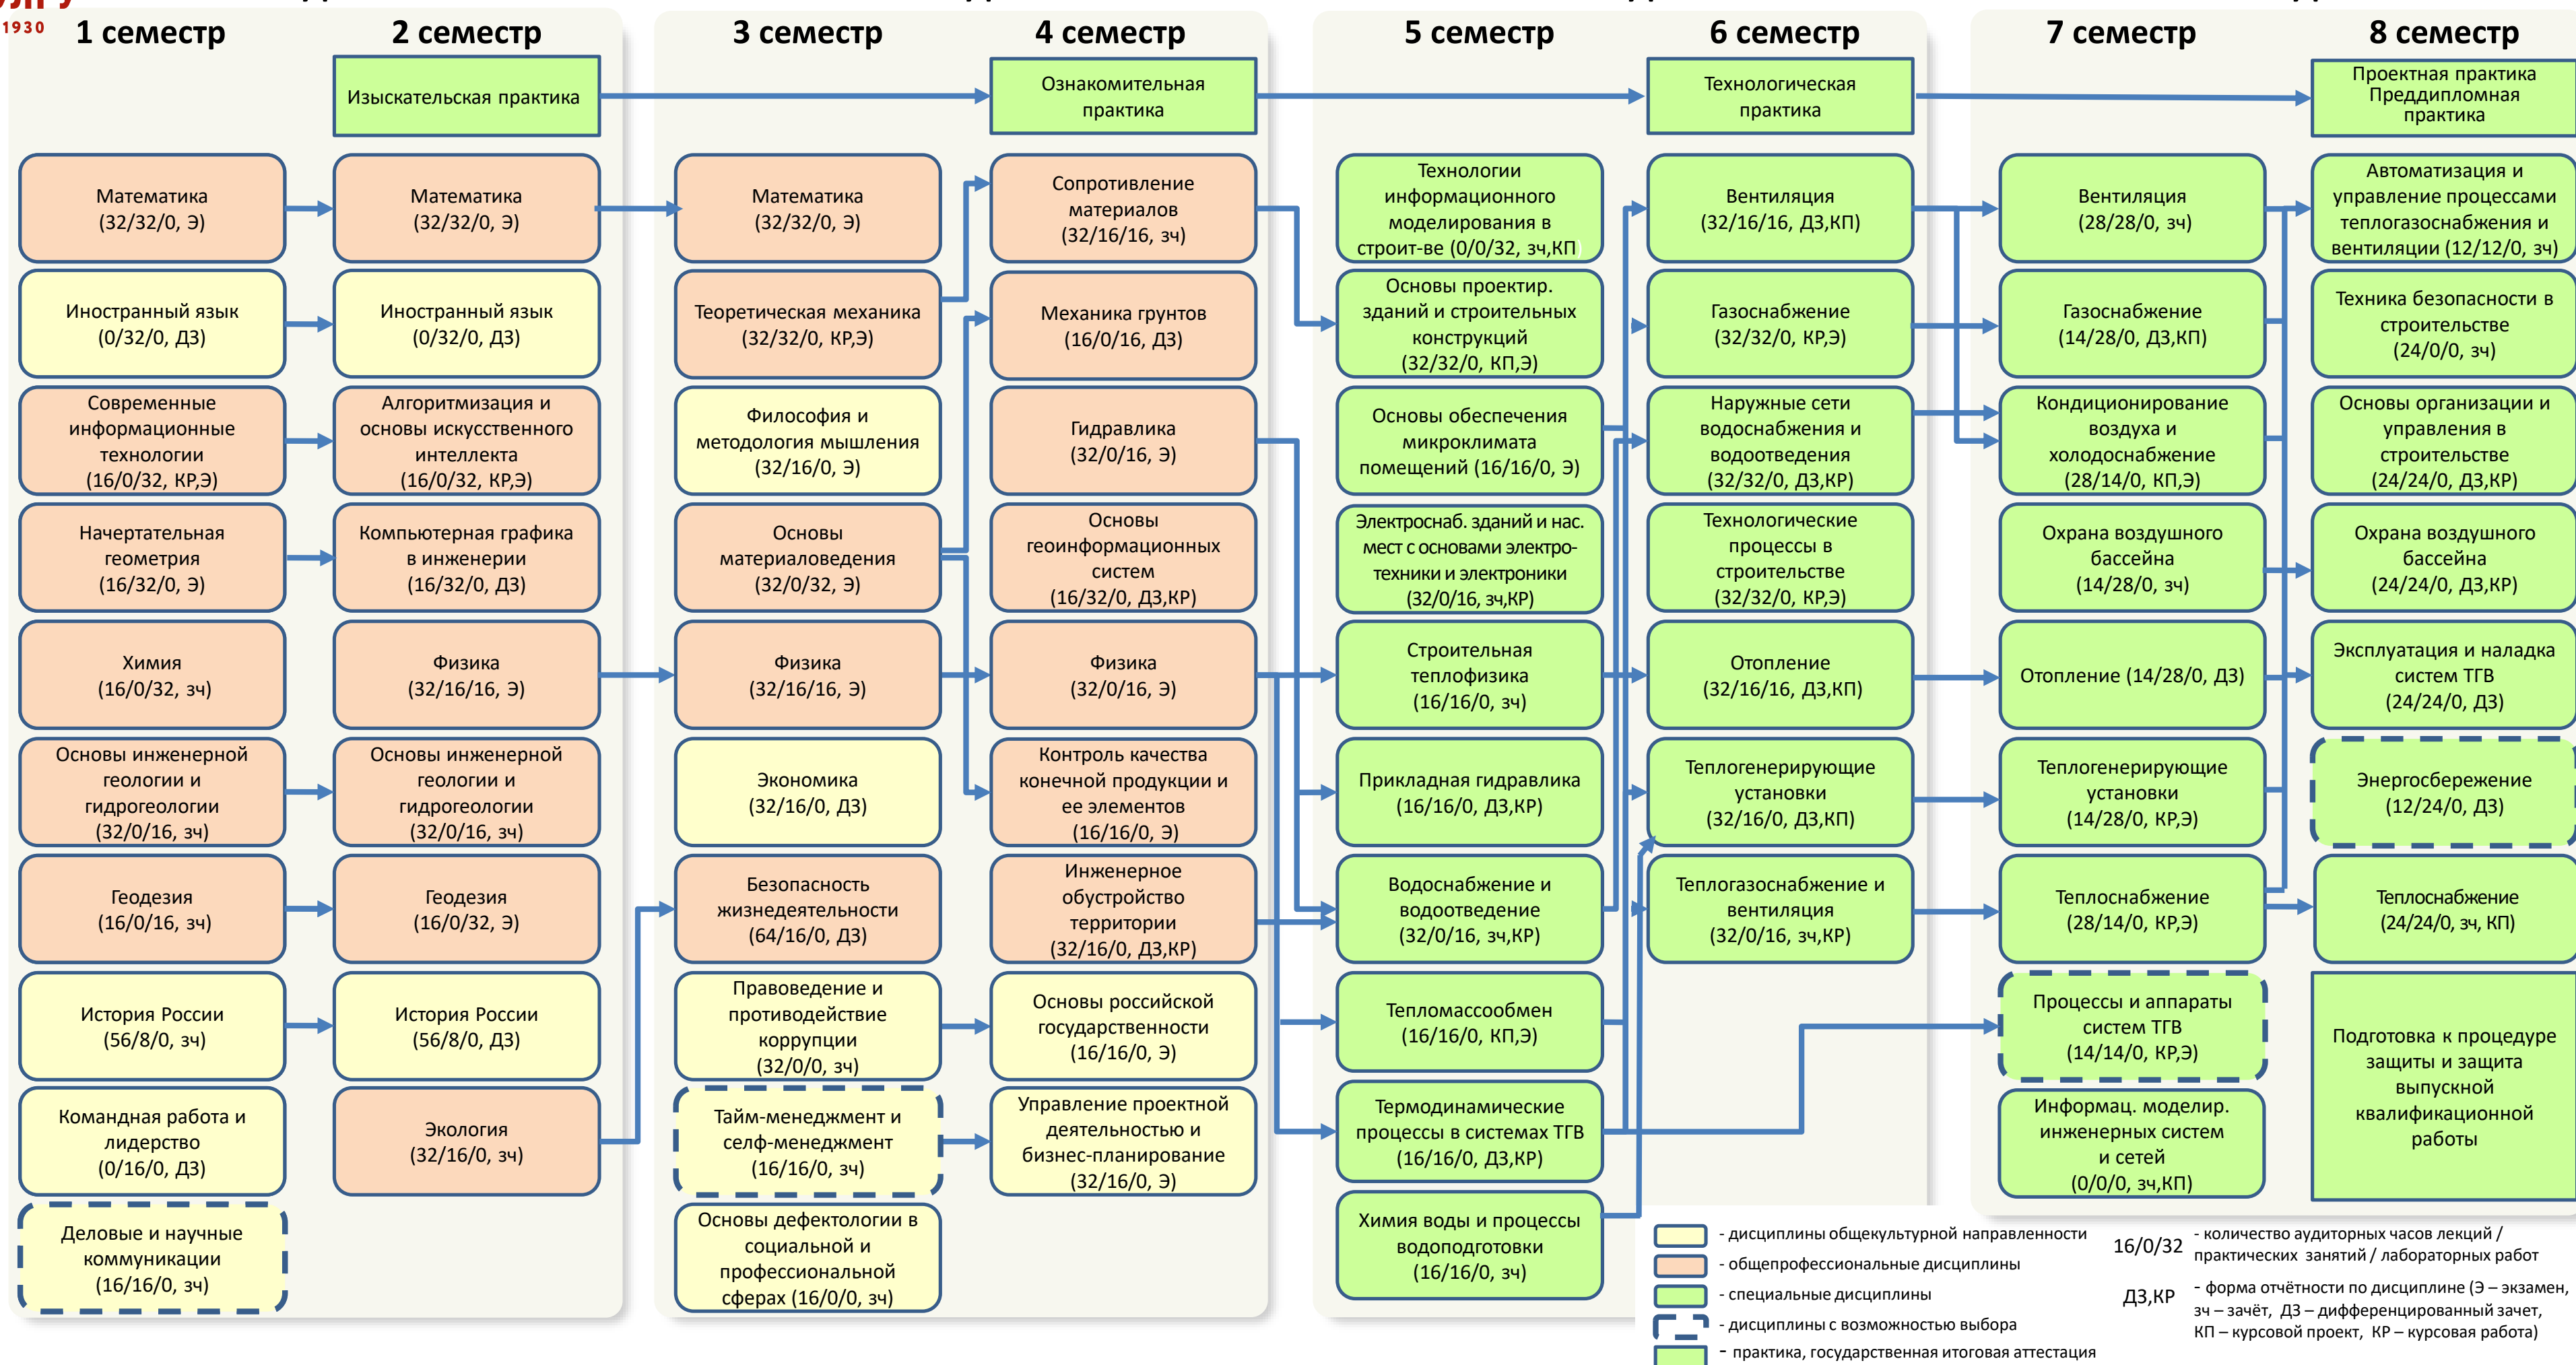 1930
1 семестр
2 семестр
3 семестр
4 семестр
5 семестр
6 семестр
7 семестр
8 семестр
Изыскательская практика
Ознакомительная
практика
Технологическая
практика
Проектная практика
Преддипломная
практика
Математика
(32/32/0, Э)
Иностранный язык
(0/32/0, ДЗ)
Современные
информационные
технологии
(16/0/32, КР,Э)
Начертательная
геометрия
(16/32/0, Э)
Химия
(16/0/32, зч)
Основы инженерной
геологии и
гидрогеологии
(32/0/16, зч)
Геодезия
(16/0/16, зч)
История России
(56/8/0, зч)
Командная работа и
лидерство
(0/16/0, ДЗ)
Деловые и научные
коммуникации
(16/16/0, зч)
Математика
(32/32/0, Э)
Иностранный язык
(0/32/0, ДЗ)
Алгоритмизация и
основы искусственного
интеллекта
(16/0/32, КР,Э)
Компьютерная графика
в инженерии
(16/32/0, ДЗ)
Физика
(32/16/16, Э)
Основы инженерной
геологии и
гидрогеологии
(32/0/16, зч)
Геодезия
(16/0/32, Э)
История России
(56/8/0, ДЗ)
Экология
(32/16/0, зч)
Математика
(32/32/0, Э)
Теоретическая механика
(32/32/0, КР,Э)
Философия и
методология мышления
(32/16/0, Э)
Основы
материаловедения
(32/0/32, Э)
Физика
(32/16/16, Э)
Экономика
(32/16/0, ДЗ)
Безопасность
жизнедеятельности
(64/16/0, ДЗ)
Правоведение и
противодействие
коррупции
(32/0/0, зч)
Тайм-менеджмент и
селф-менеджмент
(16/16/0, зч)
Основы дефектологии в
социальной и
профессиональной
сферах (16/0/0, зч)
Сопротивление
материалов
(32/16/16, зч)
Механика грунтов
(16/0/16, ДЗ)
Гидравлика
(32/0/16, Э)
Основы
геоинформационных
систем
(16/32/0, ДЗ,КР)
Физика
(32/0/16, Э)
Контроль качества
конечной продукции и
ее элементов
(16/16/0, Э)
Инженерное
обустройство
территории
(32/16/0, ДЗ,КР)
Основы российской
государственности
(16/16/0, Э)
Управление проектной
деятельностью и
бизнес-планирование
(32/16/0, Э)
Технологии
информационного
моделирования в
строит-ве (0/0/32, зч,КП
Основы проектир.
зданий и строительных
конструкций
(32/32/0, КП,Э)
Основы обеспечения
микроклимата
помещений (16/16/0, Э)
Электроснаб. зданий и нас.
мест с основами электро-
техники и электроники
(32/0/16, зч,КР)
Строительная
теплофизика
(16/16/0, зч)
Прикладная гидравлика
(16/16/0, ДЗ,КР)
Водоснабжение и
водоотведение
(32/0/16, зч,КР)
Тепломассообмен
(16/16/0, КП,Э)
Термодинамические
процессы в системах ТГВ
(16/16/0, ДЗ,КР)
Химия воды и процессы
водоподготовки
(16/16/0, зч)
Вентиляция
(32/16/16, ДЗ,КП)
Газоснабжение
(32/32/0, КР,Э)
Наружные сети
водоснабжения и
водоотведения
(32/32/0, ДЗ,КР)
Технологические
процессы в
строительстве
(32/32/0, КР,Э)
Отопление
(32/16/16, ДЗ,КП)
Теплогенерирующие
установки
(32/16/0, ДЗ,КП)
Теплогазоснабжение и
вентиляция
(32/0/16, зч,КР)
Вентиляция
(28/28/0, зч)
Газоснабжение
(14/28/0, ДЗ,КП)
Кондиционирование
воздуха и
холодоснабжение
(28/14/0, КП,Э)
Охрана воздушного
бассейна
(14/28/0, зч)
Отопление (14/28/0, ДЗ)
Теплогенерирующие
установки
(14/28/0, КР,Э)
Теплоснабжение
(28/14/0, КР,Э)
Процессы и аппараты
систем ТГВ
(14/14/0, КР,Э)
Информац. моделир.
инженерных систем
и сетей
(0/0/0, зч,КП)
Автоматизация и
управление процессами
теплогазоснабжения и
вентиляции (12/12/0, зч)
Техника безопасности в
строительстве
(24/0/0, зч)
Основы организации и
управления в
строительстве
(24/24/0, ДЗ,КР)
Охрана воздушного
бассейна
(24/24/0, ДЗ,КР)
Эксплуатация и наладка
систем ТГВ
(24/24/0, ДЗ)
Энергосбережение
(12/24/0, ДЗ)
Теплоснабжение
(24/24/0, зч, КП)
Подготовка к процедуре
защиты и защита
выпускной
квалификационной
работы
- дисциплины общекультурной направленности
- общепрофессиональные дисциплины
- специальные дисциплины
- дисциплины с возможностью выбора
- практика, государственная итоговая аттестация
16/0/32
- количество аудиторных часов лекций /
практических занятий / лабораторных работ
ДЗ,КР
- форма отчётности по дисциплине (Э – экзамен,
зч – зачёт, ДЗ – дифференцированный зачет,
КП – курсовой проект, КР – курсовая работа)